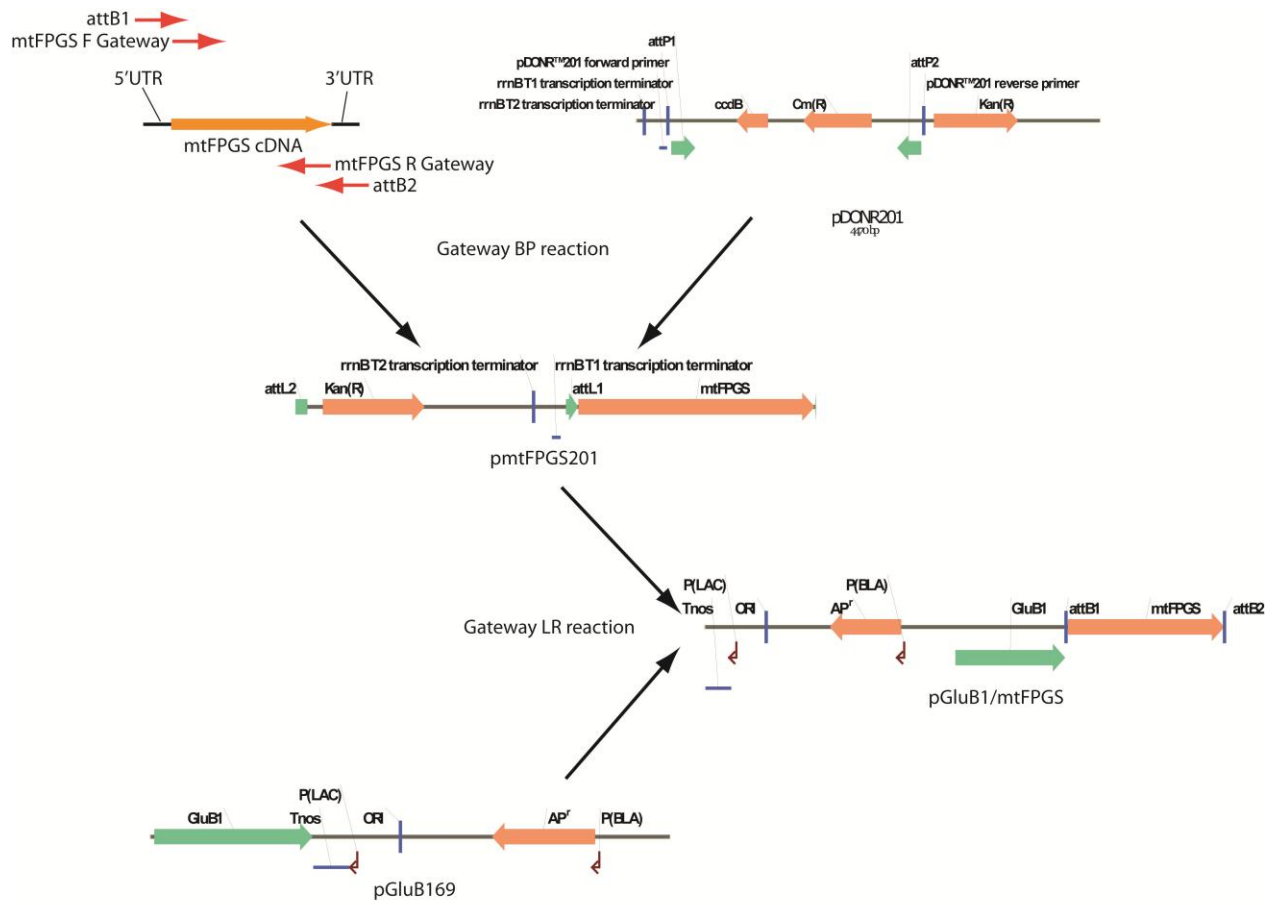 attB1
mtFPGS F Gateway
5'UTR
3'UTR
mtFPGS cDNA
mtFPGS R Gateway
attB2
attP1
pDONR™201 forward primer
rrnBT1 transcription terminator
rrnBT2 transcription terminator
ccdB
Cm(R)
attP2
pDONR™201 reverse primer
Kan(R)
pDONR201
Gateway BP reaction
rrnBT2 transcription terminator
rrnBT1 transcription terminator
attL2
Kan(R)
attL1
mtFPGS
pmtFPGS201
Gateway LR reaction
P(LAC)
P(BLA)
Tnos
ORI
APr
GluB1
attB1
mtFPGS
attB2
pGluB1/mtFPGS
P(LAC)
GluB1
Tnos
ORI
APr
P(BLA)
pGluB169